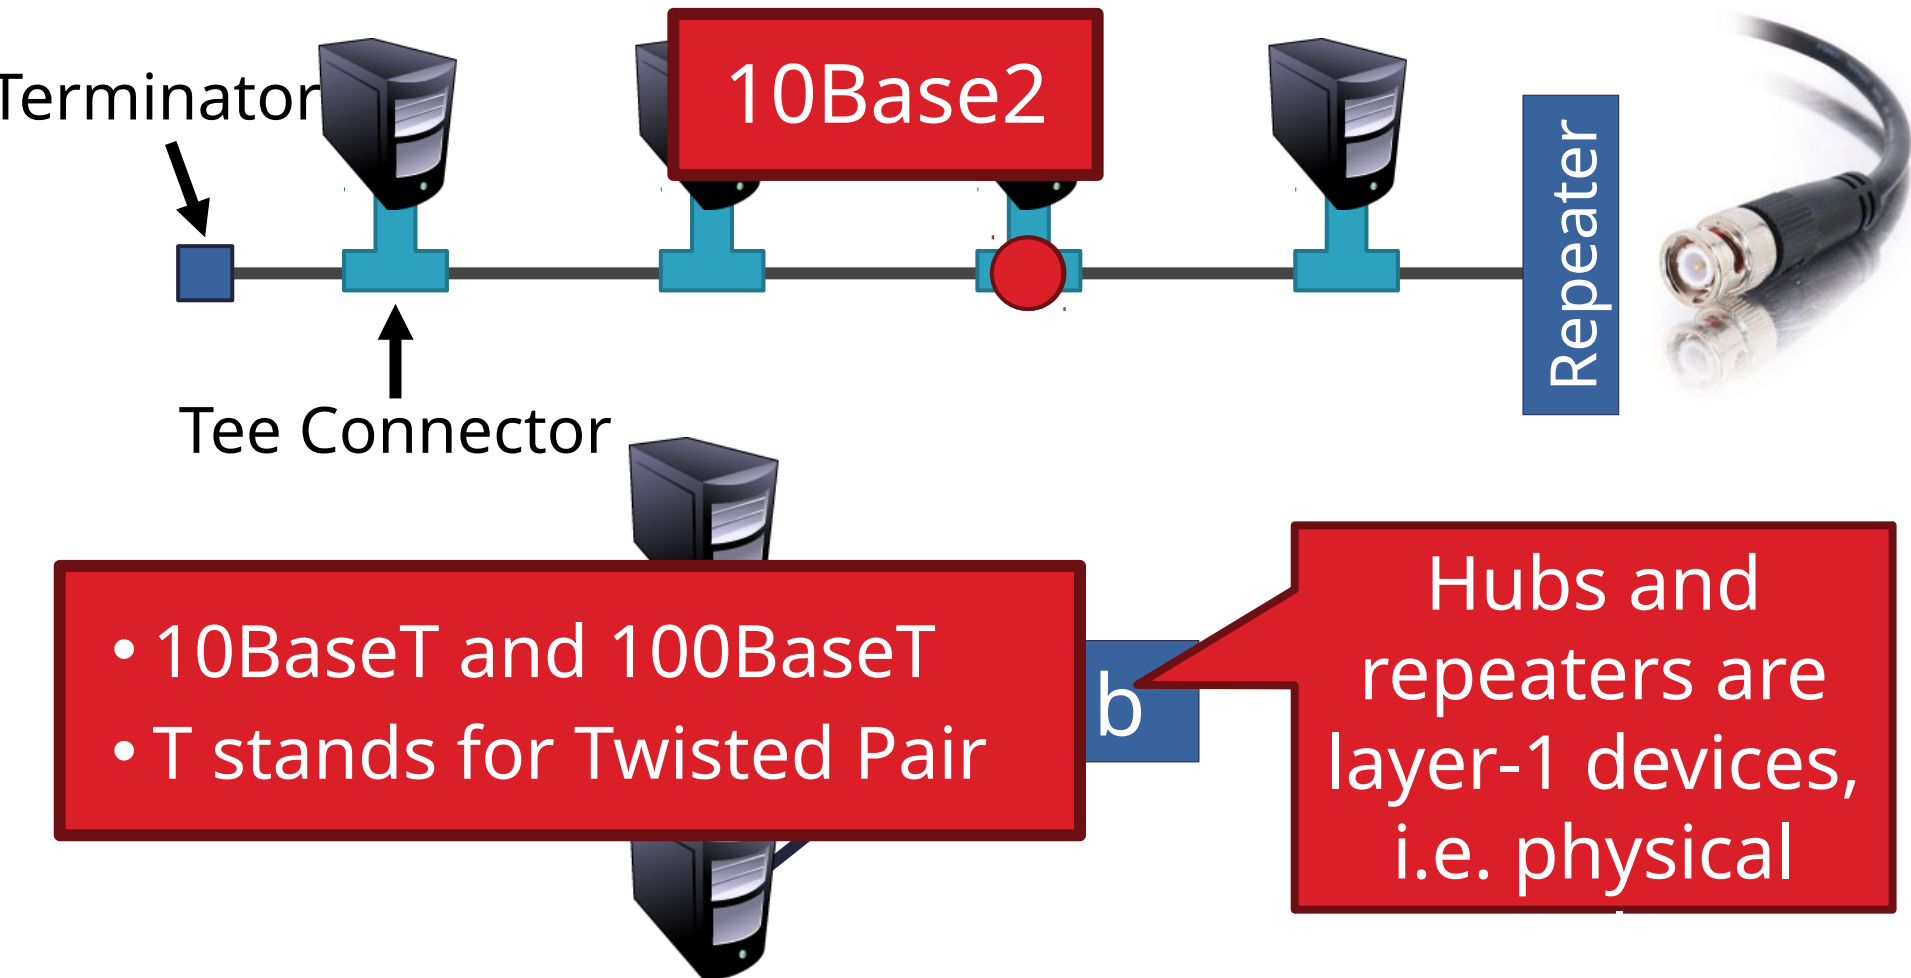 Terminator
10Base2
Repeater
Tee Connector
• 10BaseT and 100BaseT
• T stands for Twisted Pair
b
Hubs and
repeaters are
layer-1 devices,
i.e. physical